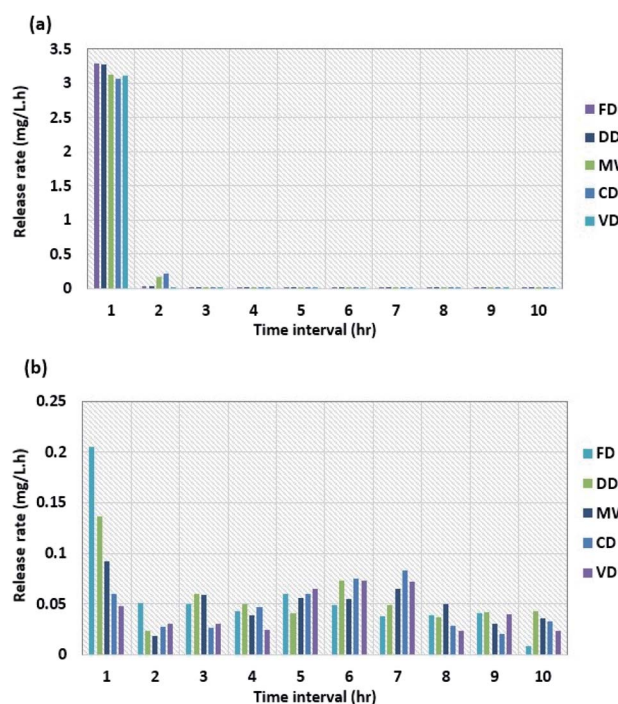 (a)
3.5
3
2.5
2
1.5
1
0.5
0
Release rate (mg/L.h)
1 2 3 4 5 6 7 8 9 10
Time interval (hr)
FD
DD
CD
VD
(b)
0.25
0.2
0.15
0.1
0.05
0
Release rate (mg/L.h)
1 2 3 4 5 6 7 8 9 10
Time interval (hr)
FD
DD
CD
VD